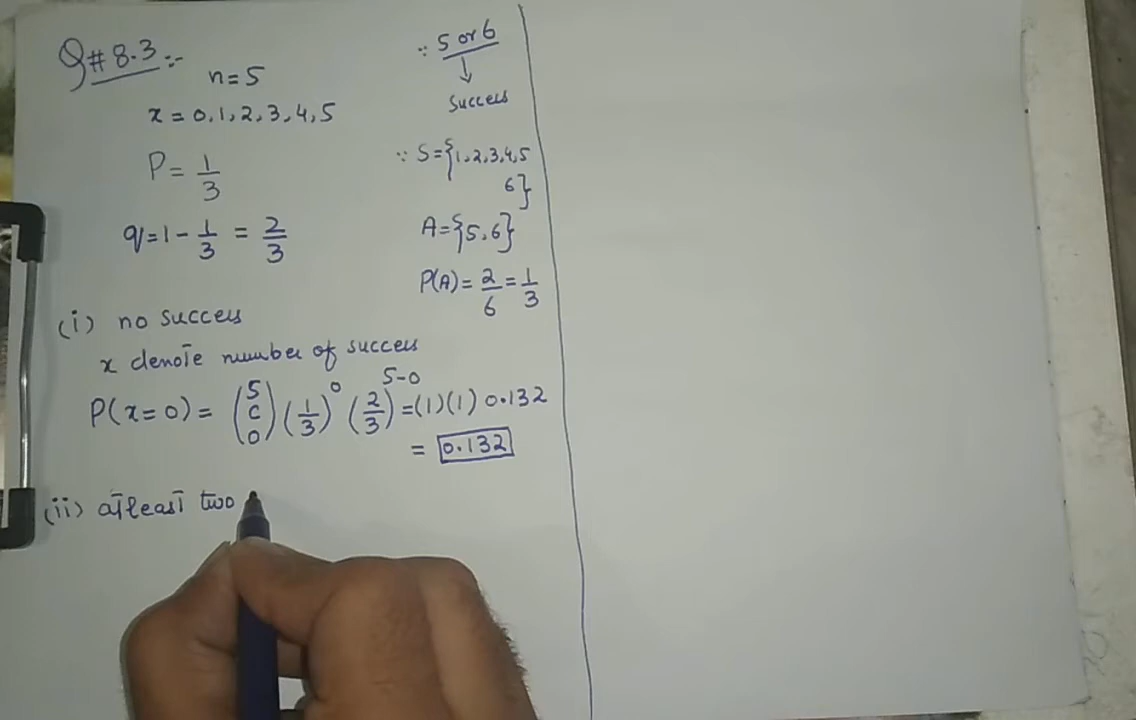 Q#8.3:-
n=5
x = 0,1,2,3,4,5
P = 1/3
q=1-1/3 = 2/3
∵ 5 or 6
↓
Success
∵ S={1,2,3,4,5
6}
A={5,6}
P(A)= 2/6 = 1/3
(i) no success
x denote number of success
P(x=0) = (5 C 0) (1/3)^0 (2/3)^5-0 =(1)(1) 0.132
= 0.132
(ii) atleast two